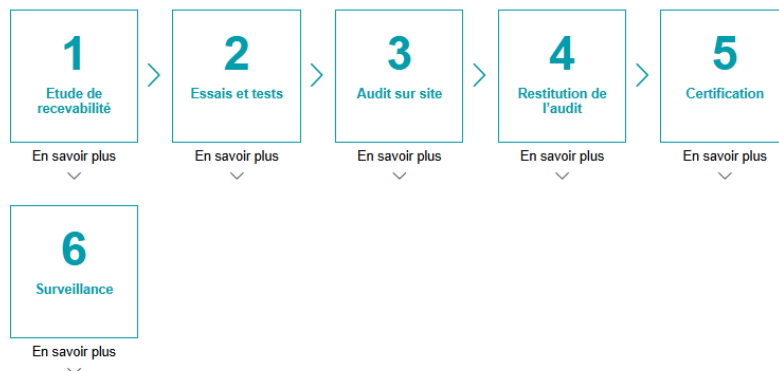 1
Etude de
recevabilité
En savoir plus
2
Essais et tests
En savoir plus
3
Audit sur site
En savoir plus
4
Restitution de
l'audit
En savoir plus
5
Certification
En savoir plus
6
Surveillance
En savoir plus